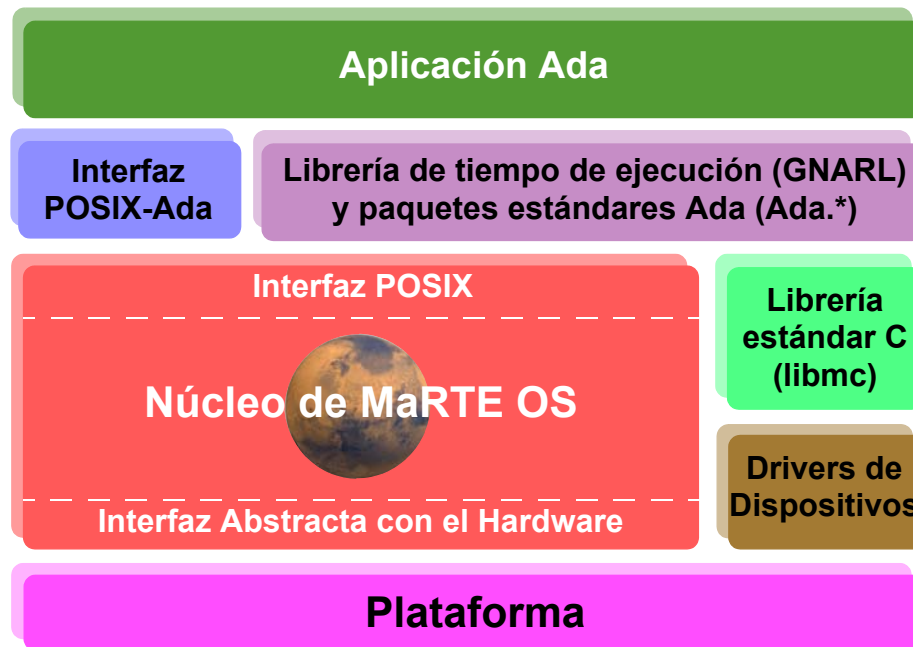 Aplicación Ada
Interfaz
POSIX-Ada
Librería de tiempo de ejecución (GNARL)
y paquetes estándares Ada (Ada.*)
Interfaz POSIX
Núcleo de MaRTE OS
Interfaz Abstracta con el Hardware
Librería
estándar C
(libmc)
Drivers de
Dispositivos
Plataforma